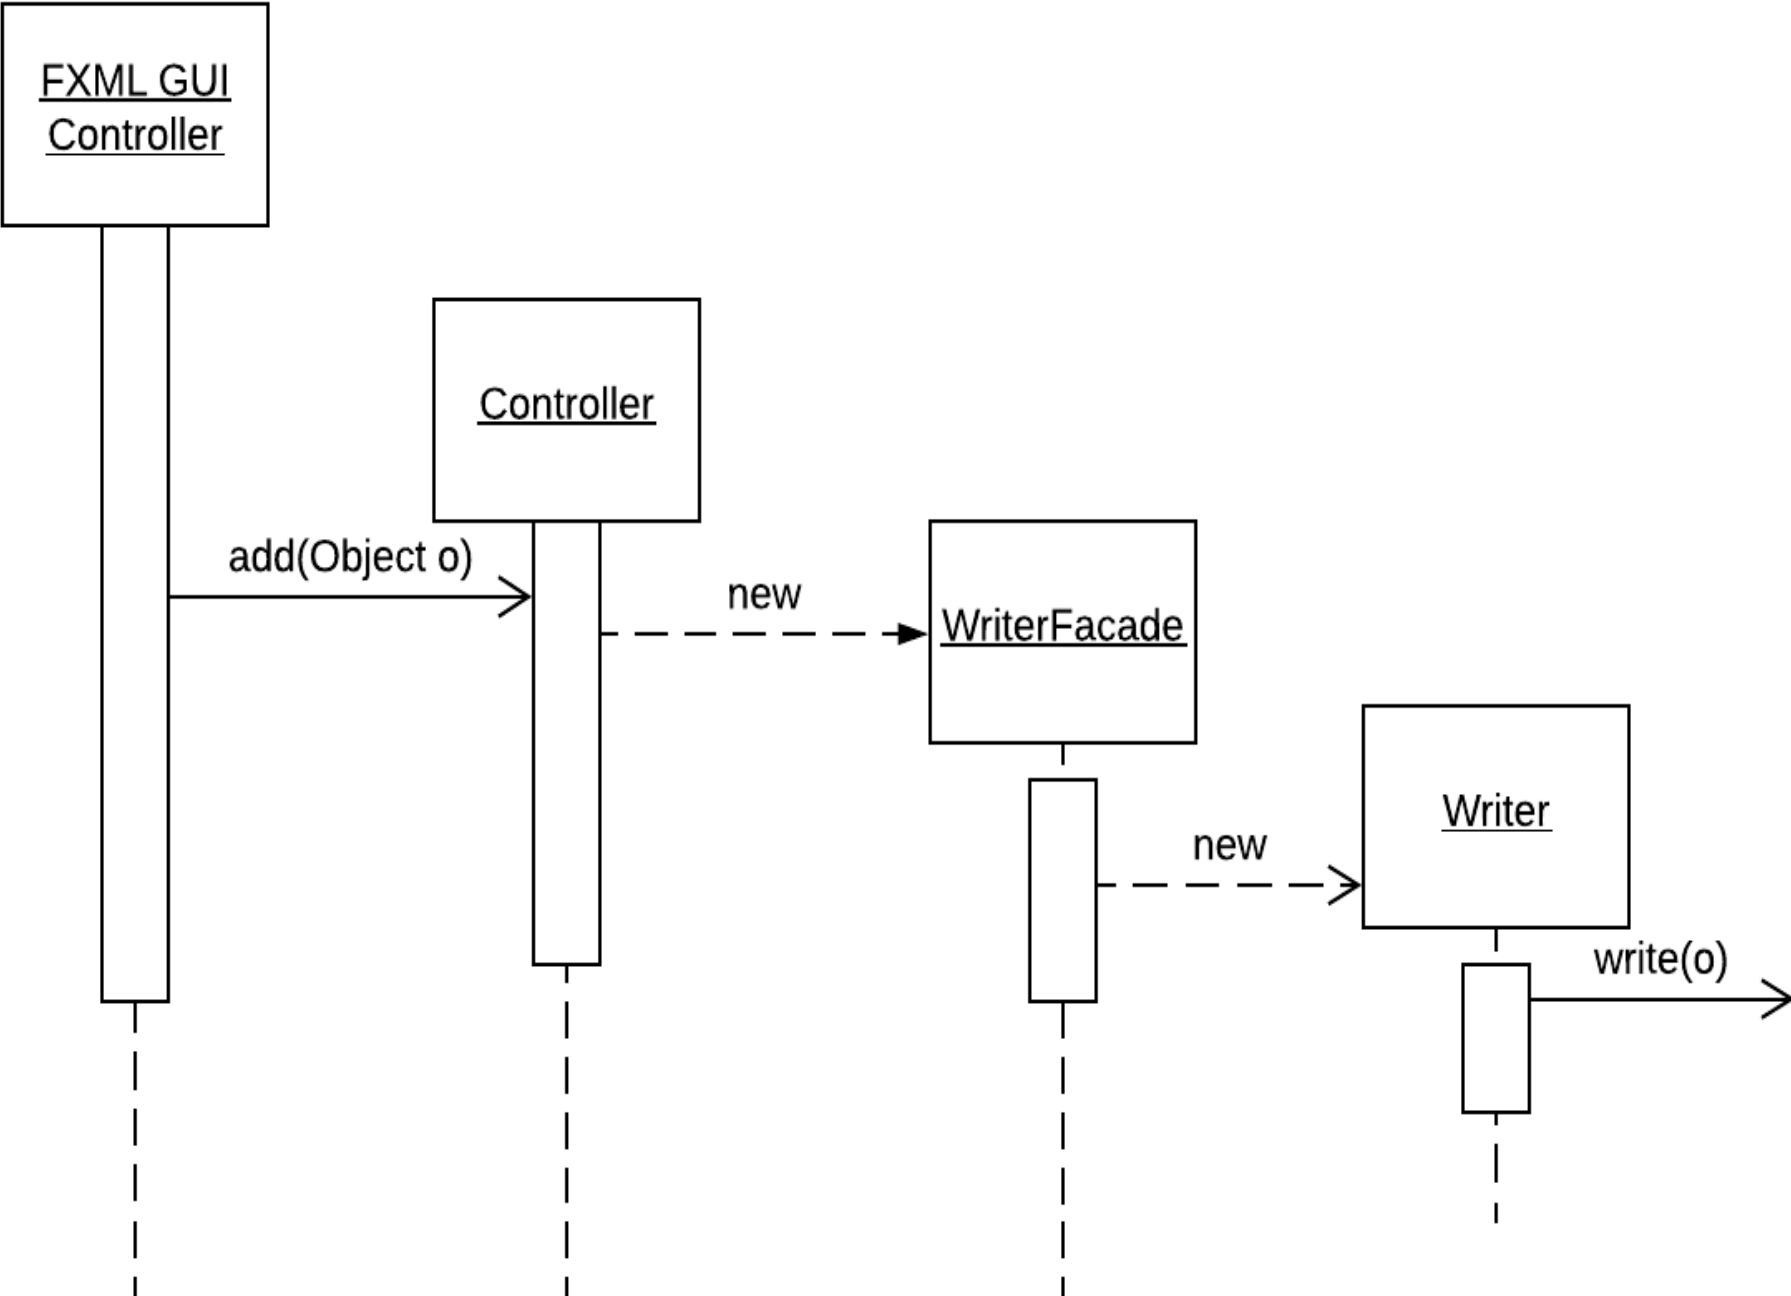 FXML GUI
Controller
Controller
add(Object o)
new
WriterFacade
new
Writer
write(o)